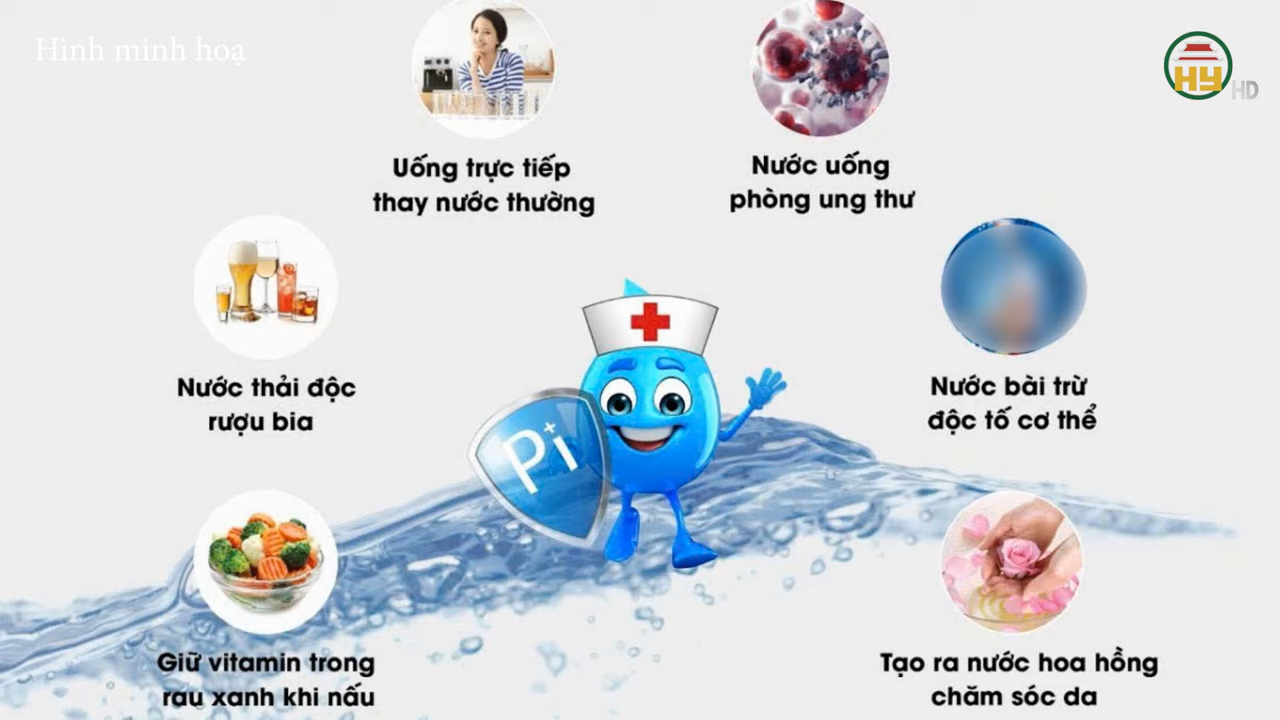 Hình minh hoạ
HY HD
Uống trực tiếp
thay nước thường
Nước uống
phòng ung thư
Nước thải độc
rượu bia
Nước bài trừ
độc tố cơ thể
Pi+
Giữ vitamin trong
rau xanh khi nấu
Tạo ra nước hoa hồng
chăm sóc da